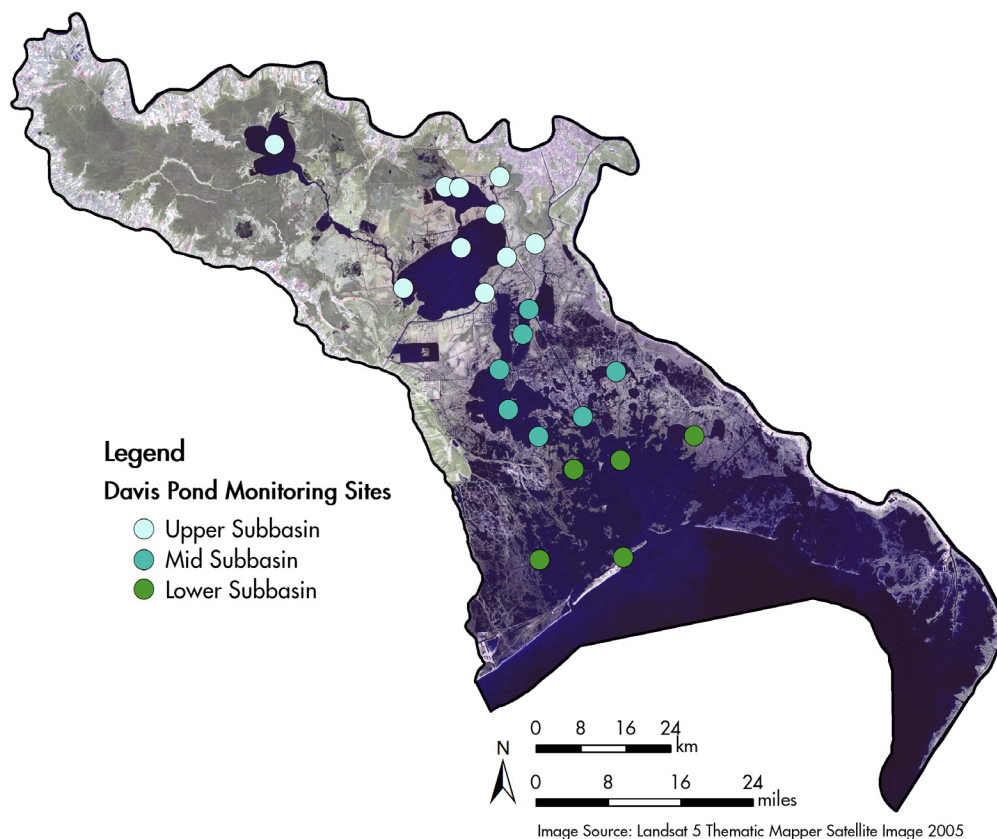 Legend
Davis Pond Monitoring Sites
Upper Subbasin
Mid Subbasin
Lower Subbasin
N
0 8 16 24
km
0 8 16 24
miles
Image Source: Landsat 5 Thematic Mapper Satellite Image 2005